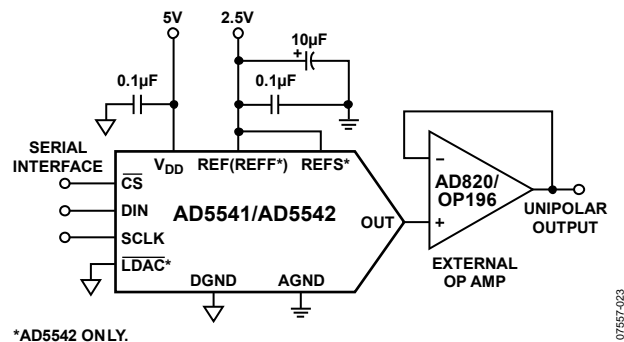 5V
2.5V
10µF
+
0.1µF
0.1µF
SERIAL
INTERFACE
VDD
REF(REFF*)
REFS*
CS
DIN
SCLK
LDAC*
AD5541/AD5542
OUT
DGND
AGND
−
+
AD820/
OP196
UNIPOLAR
OUTPUT
EXTERNAL
OP AMP
*AD5542 ONLY.
07557-023